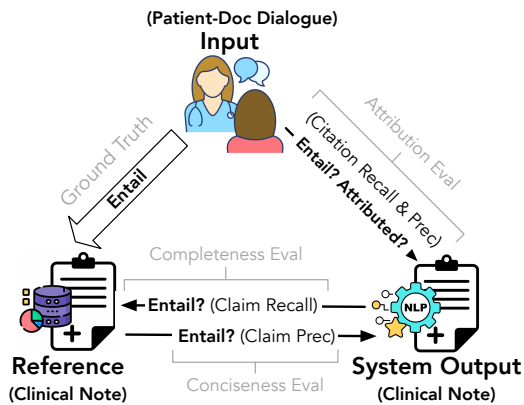 (Patient-Doc Dialogue)
Input
Ground Truth
Entail
Attribution Eval
(Citation Recall & Prec)
Entail? Attributed?
Completeness Eval
Entail? (Claim Recall)
Entail? (Claim Prec)
Conciseness Eval
NLP
Reference
(Clinical Note)
System Output
(Clinical Note)